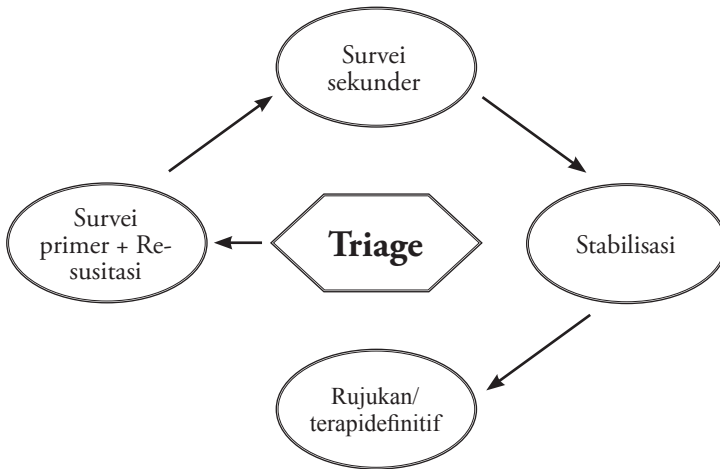 Survei
sekunder
Survei
primer + Re-
susitasi
Triage
Stabilisasi
Rujukan/
terapidefinitif